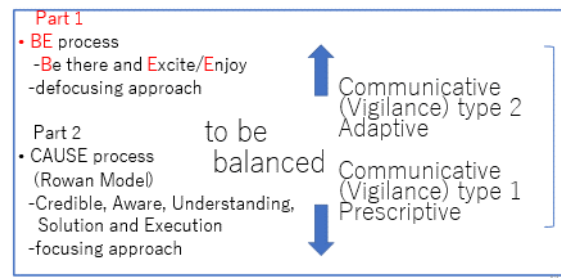 Part 1
• BE process
-Be there and Excite/Enjoy
-defocusing approach
Part 2
• CAUSE process
(Rowan Model)
-Credible, Aware, Understanding,
Solution and Execution
-focusing approach
to be
balanced
Communicative
(Vigilance) type 2
Adaptive
Communicative
(Vigilance) type 1
Prescriptive